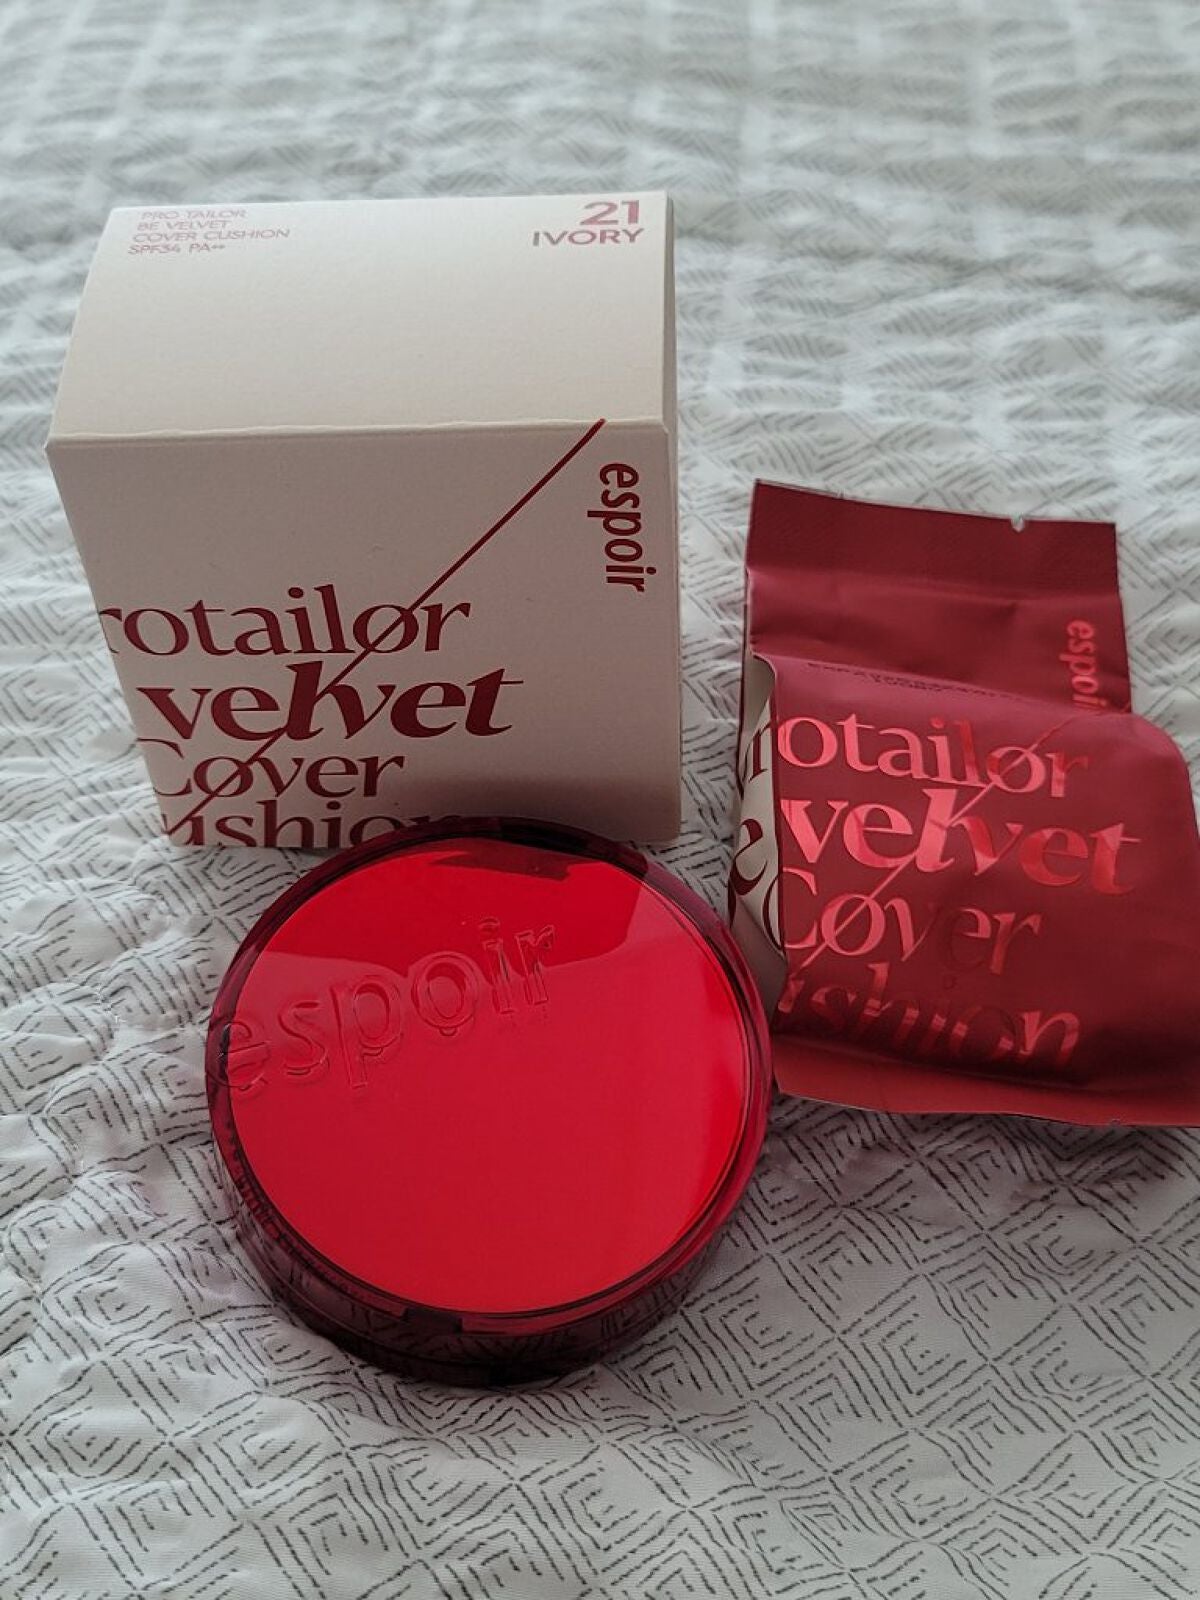 PRO TAILOR
BE VELVET
COVER CUSHION
SPF34 PA++
21
IVORY
espoir
rotailor
velvet
Cover
ushion
espoir
espoir
rotailor
velvet
Cover
ushion